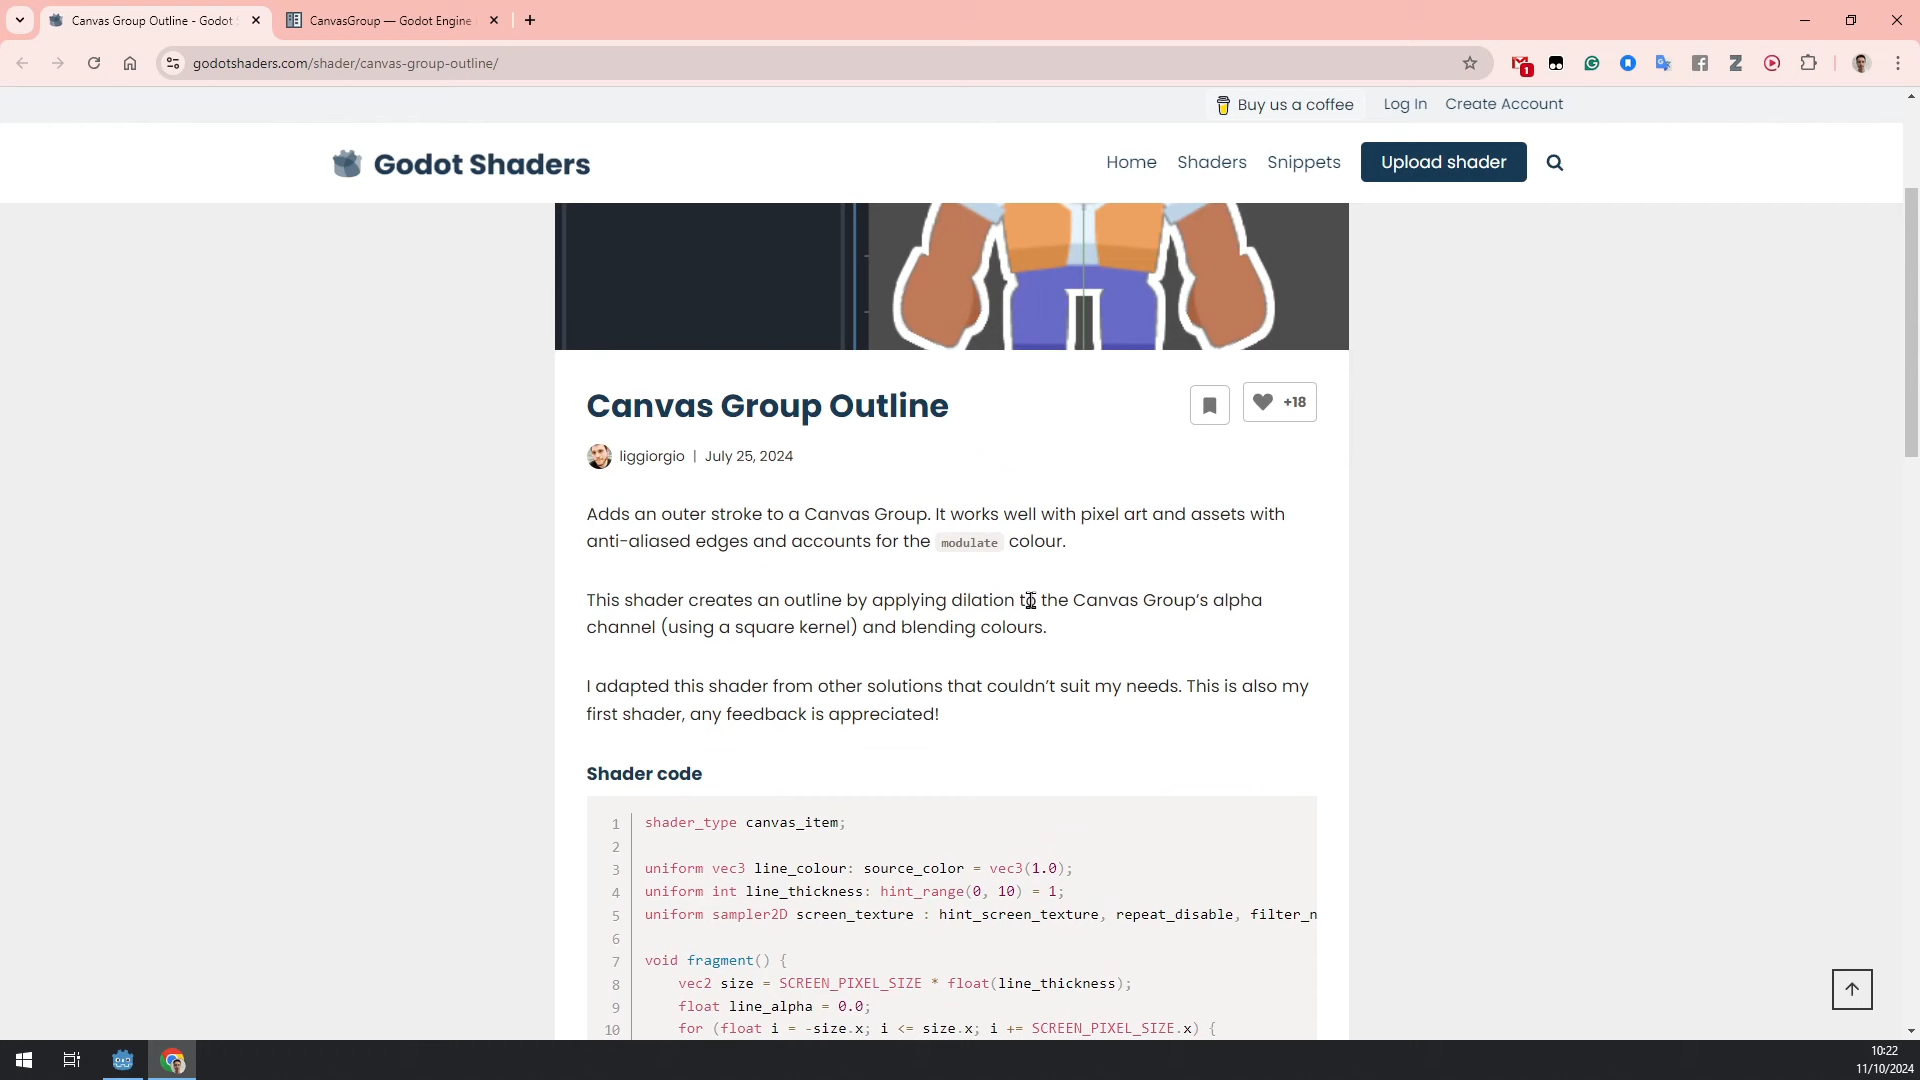 Canvas Group Outline - Godot
CanvasGroup — Godot Engine
godotshaders.com/shader/canvas-group-outline/
1
Buy us a coffee
Log In
Create Account
Godot Shaders
Home
Shaders
Snippets
Upload shader
Canvas Group Outline
+18
liggiorgio | July 25, 2024
Adds an outer stroke to a Canvas Group. It works well with pixel art and assets with
anti-aliased edges and accounts for the modulate colour.
This shader creates an outline by applying dilation to the Canvas Group's alpha
channel (using a square kernel) and blending colours.
I adapted this shader from other solutions that couldn't suit my needs. This is also my
first shader, any feedback is appreciated!
Shader code
1 shader_type canvas_item;
2
3 uniform vec3 line_colour: source_color = vec3(1.0);
4 uniform int line_thickness: hint_range(0, 10) = 1;
5 uniform sampler2D screen_texture : hint_screen_texture, repeat_disable, filter_n
6
7 void fragment() {
8 vec2 size = SCREEN_PIXEL_SIZE * float(line_thickness);
9 float line_alpha = 0.0;
10 for (float i = -size.x; i <= size.x; i += SCREEN_PIXEL_SIZE.x) {
10:22
11/10/2024